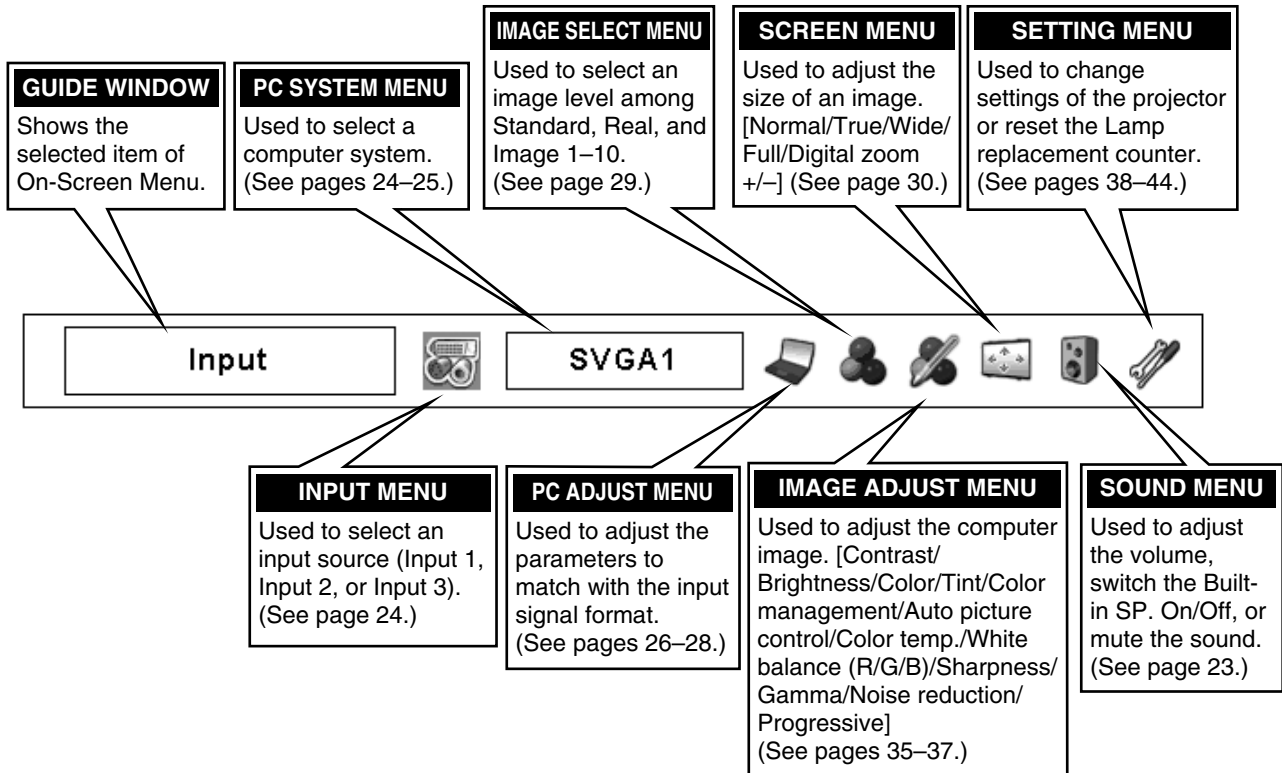 GUIDE WINDOW
Shows the
selected item of
On-Screen Menu.
PC SYSTEM MENU
Used to select a
computer system.
(See pages 24–25.)
IMAGE SELECT MENU
Used to select an
image level among
Standard, Real, and
Image 1–10.
(See page 29.)
SCREEN MENU
Used to adjust the
size of an image.
[Normal/True/Wide/
Full/Digital zoom
+/–] (See page 30.)
SETTING MENU
Used to change
settings of the projector
or reset the Lamp
replacement counter.
(See pages 38–44.)
Input
SVGA1
INPUT MENU
Used to select an
input source (Input 1,
Input 2, or Input 3).
(See page 24.)
PC ADJUST MENU
Used to adjust the
parameters to
match with the input
signal format.
(See pages 26–28.)
IMAGE ADJUST MENU
Used to adjust the computer
image. [Contrast/
Brightness/Color/Tint/Color
management/Auto picture
control/Color temp./White
balance (R/G/B)/Sharpness/
Gamma/Noise reduction/
Progressive]
(See pages 35–37.)
SOUND MENU
Used to adjust
the volume,
switch the Built-
in SP. On/Off, or
mute the sound.
(See page 23.)